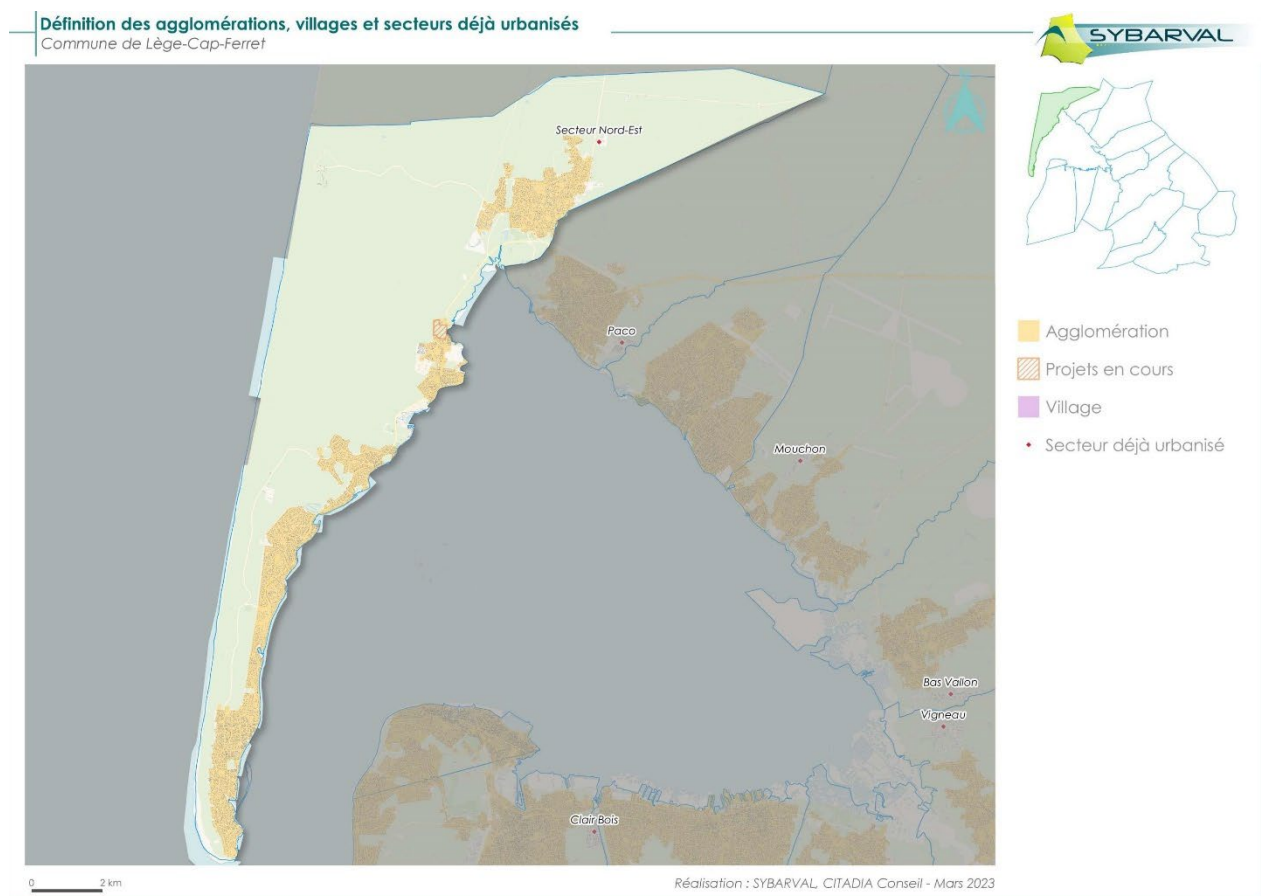 Définition des agglomérations, villages et secteurs déjà urbanisés
Commune de Lège-Cap-Ferret
SYBARVAL
Secteur Nord-Est
Paco
Mouchon
Bas Vallon
Vigneau
Clair Bois
Agglomération
Projets en cours
Village
Secteur déjà urbanisé
0 2 km
Réalisation : SYBARVAL, CITADIA Conseil - Mars 2023